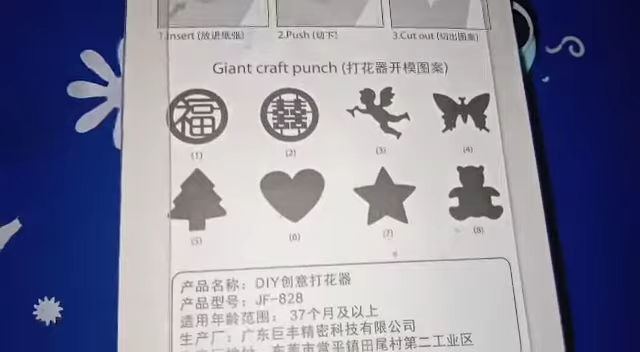 1.Insert (放进纸张) 2.Push (切下) 3.Cut out (切出图案)
Giant craft punch (打花器开模图案)
福 囍
(1) (2) (3) (4)
(5) (6) (7) (8)
产品名称: DIY创意打花器
产品型号: JF-828
适用年龄范围: 37个月及以上
生产厂: 广东巨丰精密科技有限公司
东莞市常平镇田尾村第二工业区